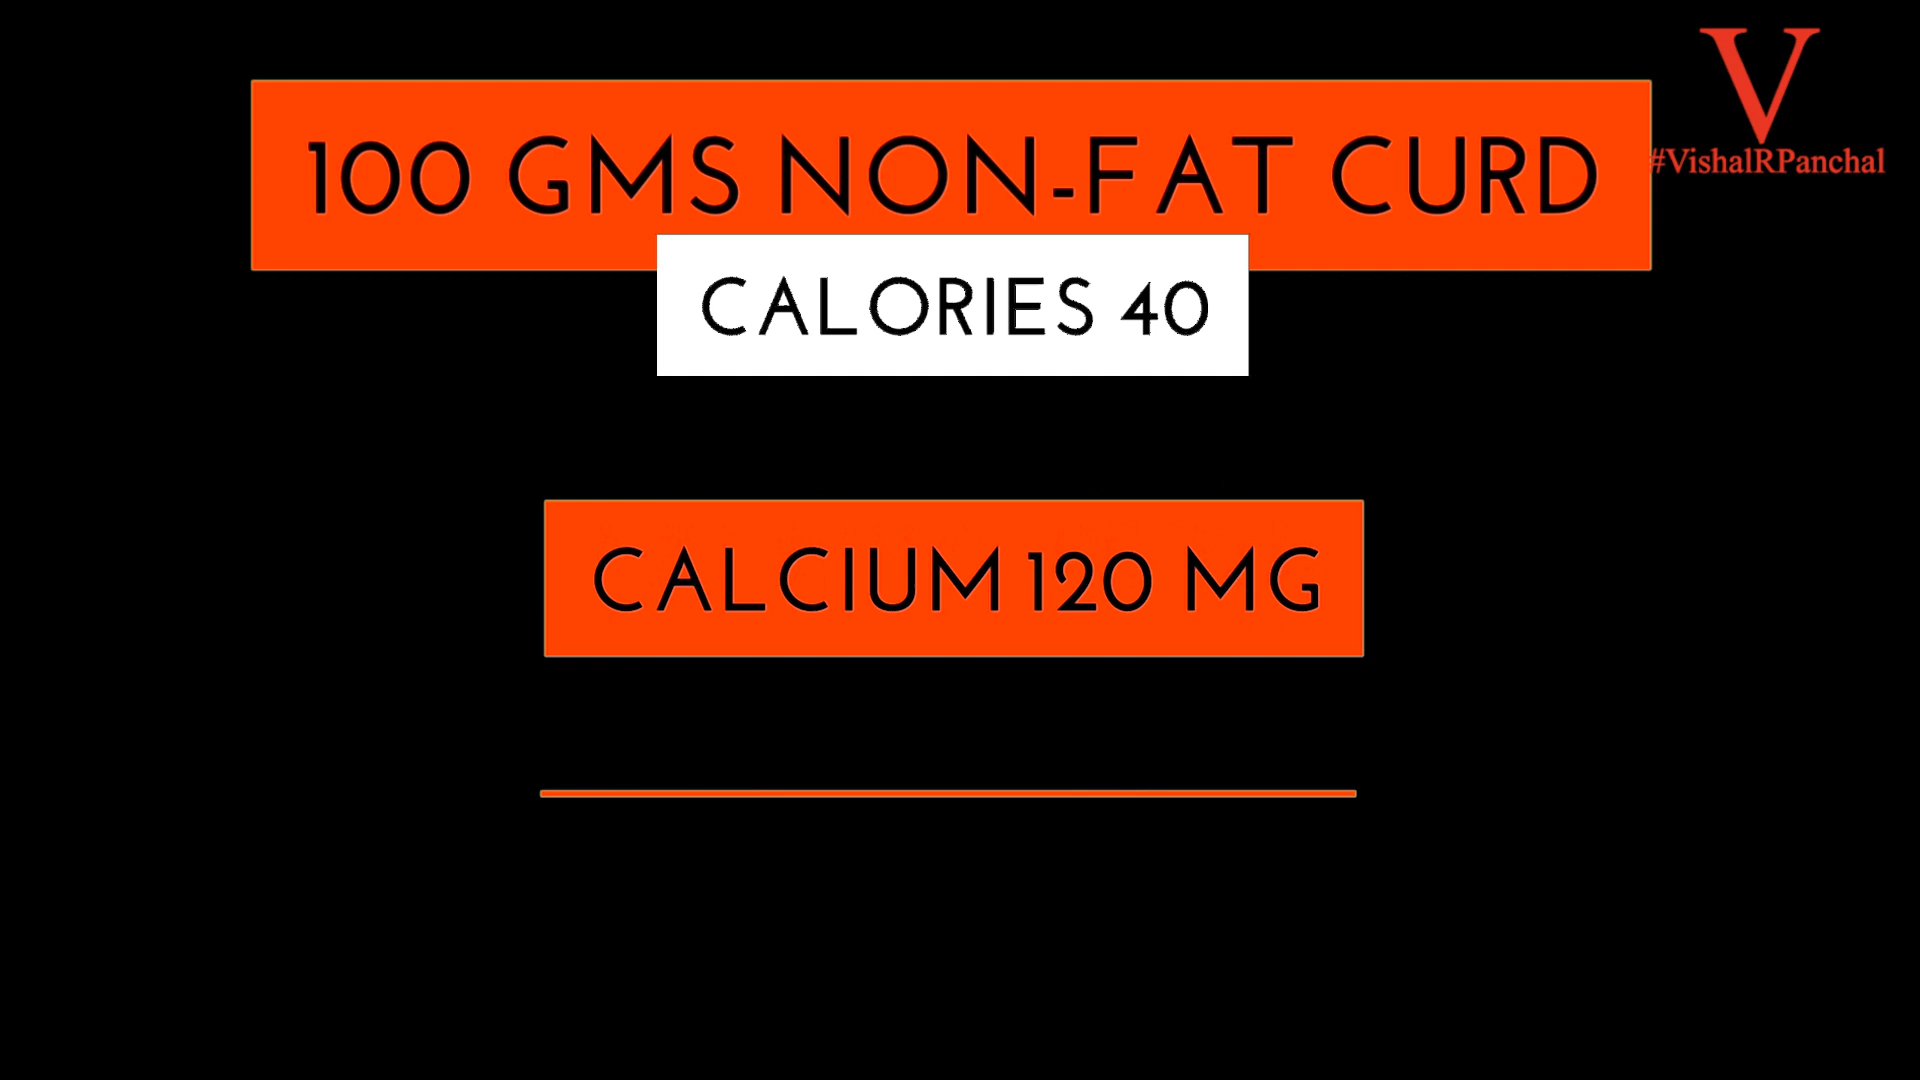 V
#VishalRPanchal
100 GMS NON-FAT CURD
CALORIES 40
CALCIUM 120 MG